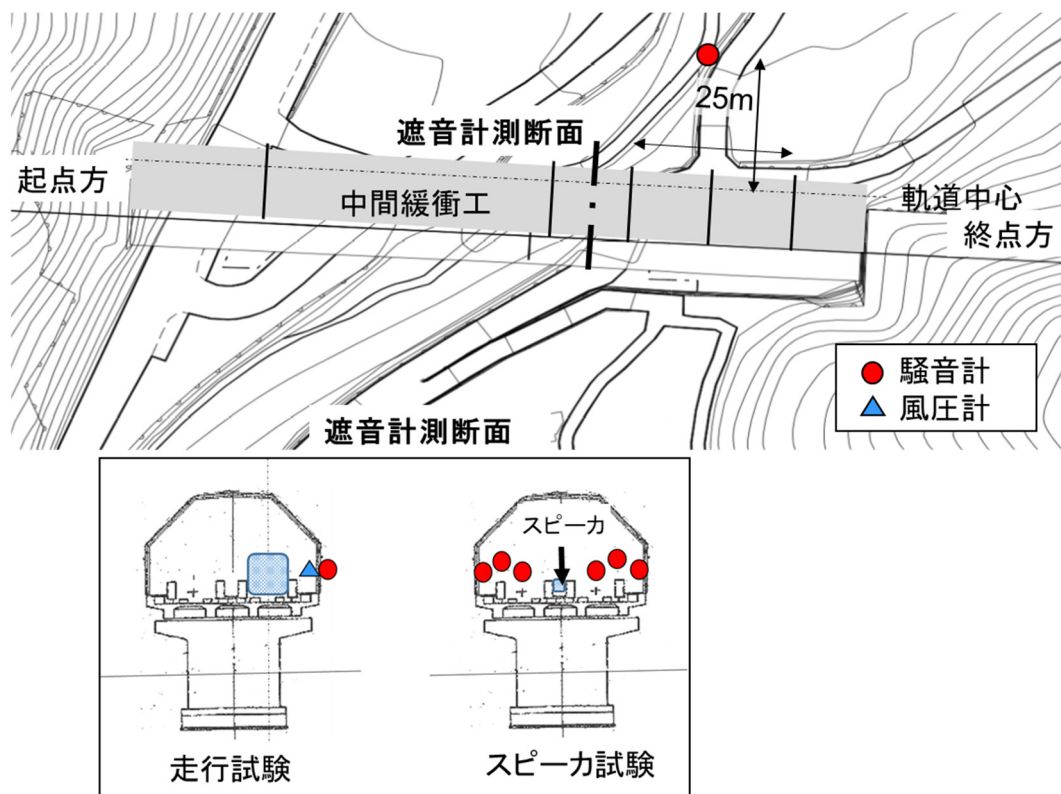 25m
遮音計測断面
起点方
中間緩衝工
軌道中心
終点方
騒音計
風圧計
遮音計測断面
スピーカ
走行試験
スピーカ試験